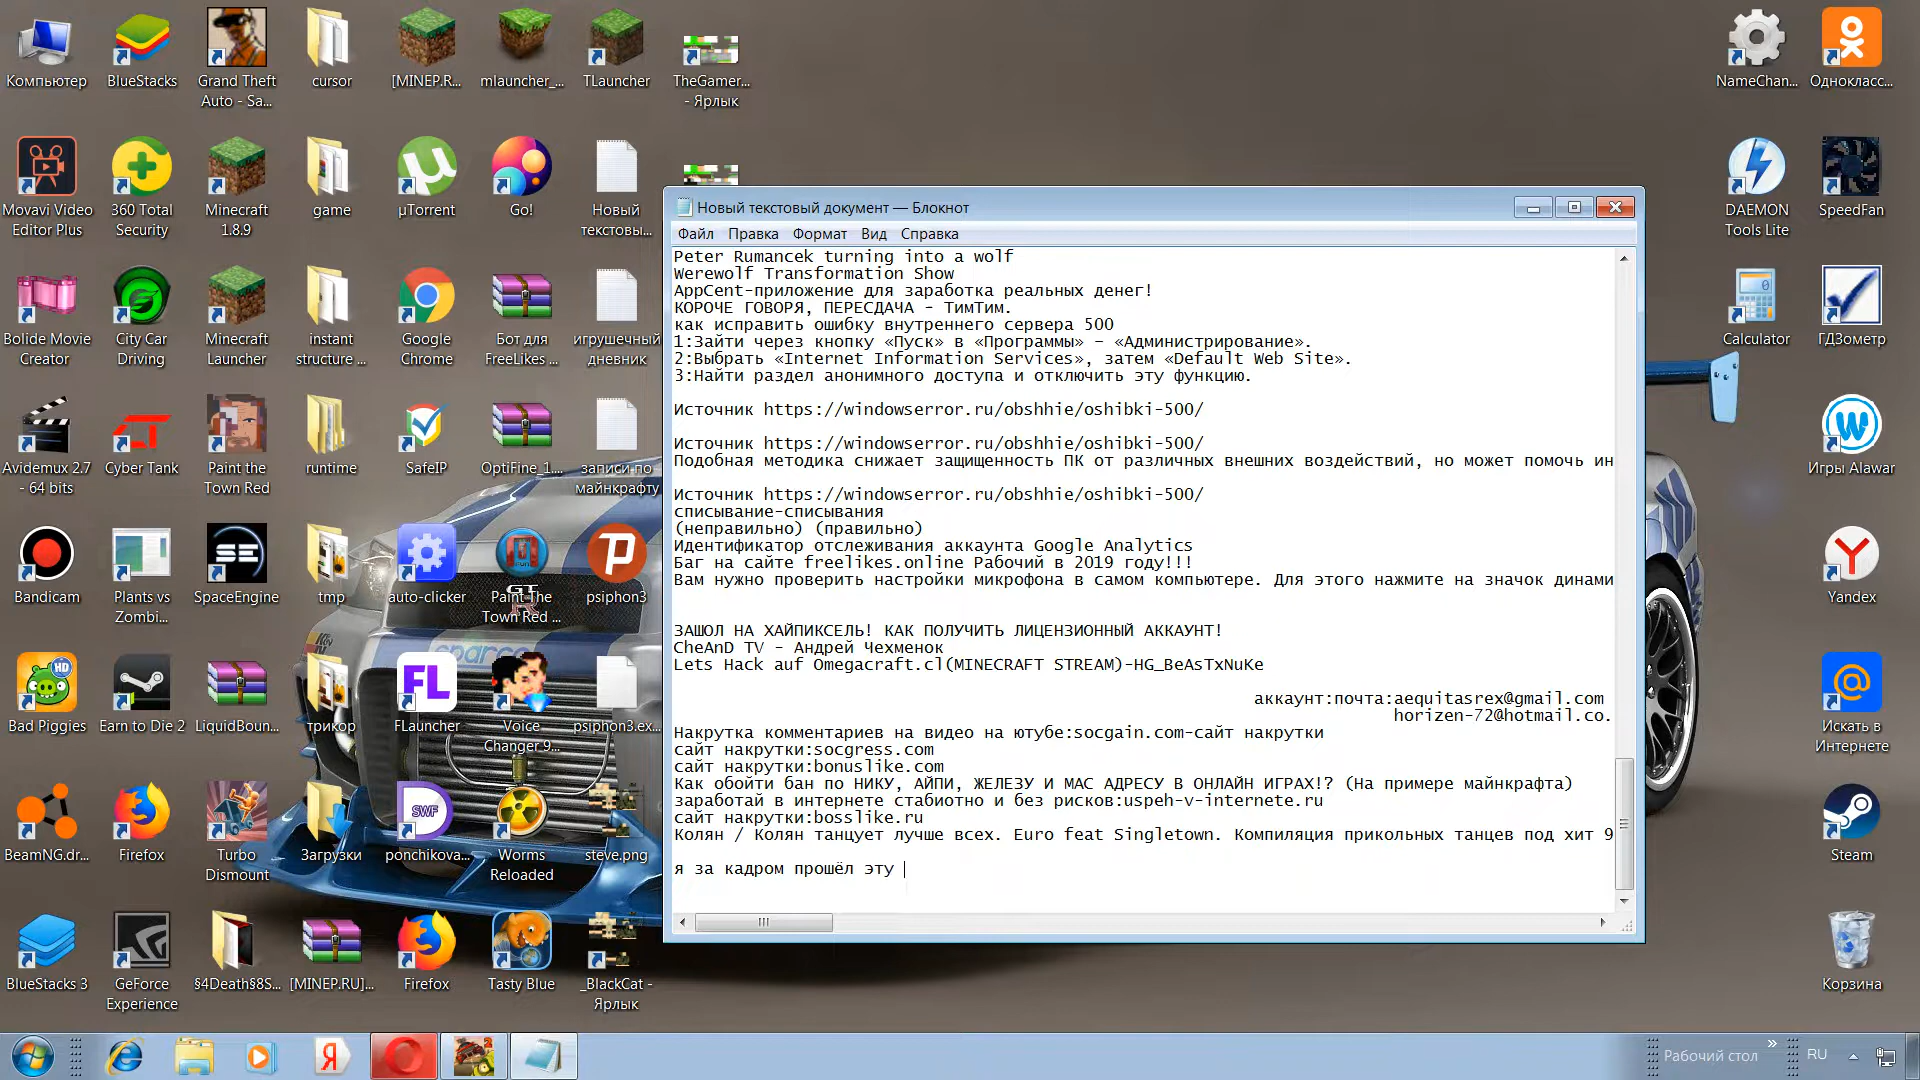 Компьютер
BlueStacks
Grand Theft
Auto - Sa...
cursor
[MINEP.R...
mlauncher_...
TLauncher
TheGamer...
- Ярлык
NameChan...
Одноклас...
Movavi Video
Editor Plus
360 Total
Security
Minecraft
1.8.9
game
µTorrent
Go!
Новый
текстовы...
DAEMON
Tools Lite
SpeedFan
Bolide Movie
Creator
City Car
Driving
Minecraft
Launcher
instant
structure ...
Google
Chrome
Бот для
FreeLikes ...
игрушечный
дневник
Calculator
ГДЗометр
Avidemux 2.7
- 64 bits
Cyber Tank
Paint the
Town Red
runtime
SafeIP
OptiFine_1....
записи по
майнкрафту
Игры Alawar
Bandicam
Plants vs
Zombi...
SE
SpaceEngine
tmp
auto-clicker
Paint The
Town Red ...
psiphon3
Yandex
HD
Bad Piggies
Earn to Die 2
LiquidBoun...
трикор
FL
FLauncher
Voice
Changer 9...
psiphon3.ex...
Искать в
Интернете
BeamNG.dr...
Firefox
Turbo
Dismount
Загрузки
SWF
ponchikova...
Worms
Reloaded
steve.png
Steam
BlueStacks 3
GeForce
Experience
§4Death§8S...
[MINEP.RU]...
Firefox
Tasty Blue
_BlackCat -
Ярлык
Корзина
sparco
GT
Новый текстовый документ — Блокнот
Файл Правка Формат Вид Справка
Peter Rumancek turning into a wolf
Werewolf Transformation Show
AppCent-приложение для заработка реальных денег!
КОРОЧЕ ГОВОРЯ, ПЕРЕСДАЧА - ТимТим.
как исправить ошибку внутреннего сервера 500
1:Зайти через кнопку «Пуск» в «Программы» – «Администрирование».
2:Выбрать «Internet Information Services», затем «Default Web Site».
3:Найти раздел анонимного доступа и отключить эту функцию.
Источник https://windowserror.ru/obshhie/oshibki-500/
Источник https://windowserror.ru/obshhie/oshibki-500/
Подобная методика снижает защищенность ПК от различных внешних воздействий, но может помочь ин
Источник https://windowserror.ru/obshhie/oshibki-500/
списывание-списывания
(неправильно) (правильно)
Идентификатор отслеживания аккаунта Google Analytics
Баг на сайте freelikes.online Рабочий в 2019 году!!!
Вам нужно проверить настройки микрофона в самом компьютере. Для этого нажмите на значок динами
ЗАШОЛ НА ХАЙПИКСЕЛЬ! КАК ПОЛУЧИТЬ ЛИЦЕНЗИОННЫЙ АККАУНТ!
CheAnD TV - Андрей Чехменок
Lets Hack auf Omegacraft.cl(MINECRAFT STREAM)-HG_BeAsTxNuKe
аккаунт:почта:aequitasrex@gmail.com
horizen-72@hotmail.co.
Накрутка комментариев на видео на ютубе:socgain.com-сайт накрутки
сайт накрутки:socgress.com
сайт накрутки:bonuslike.com
Как обойти бан по НИКУ, АЙПИ, ЖЕЛЕЗУ И MAC АДРЕСУ В ОНЛАЙН ИГРАХ!? (На примере майнкрафта)
заработай в интернете стабиотно и без рисков:uspeh-v-internete.ru
сайт накрутки:bosslike.ru
Колян / Колян танцует лучше всех. Euro feat Singletown. Компиляция прикольных танцев под хит 9
я за кадром прошёл эту
Рабочий стол
»
RU